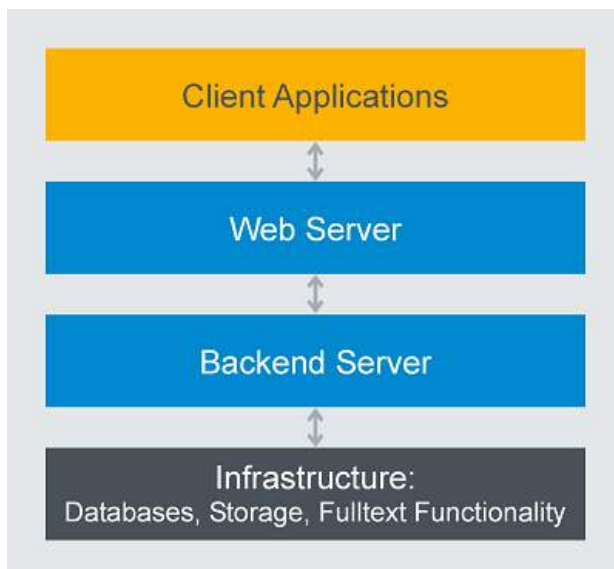 Client Applications
Web Server
Backend Server
Infrastructure:
Databases, Storage, Fulltext Functionality